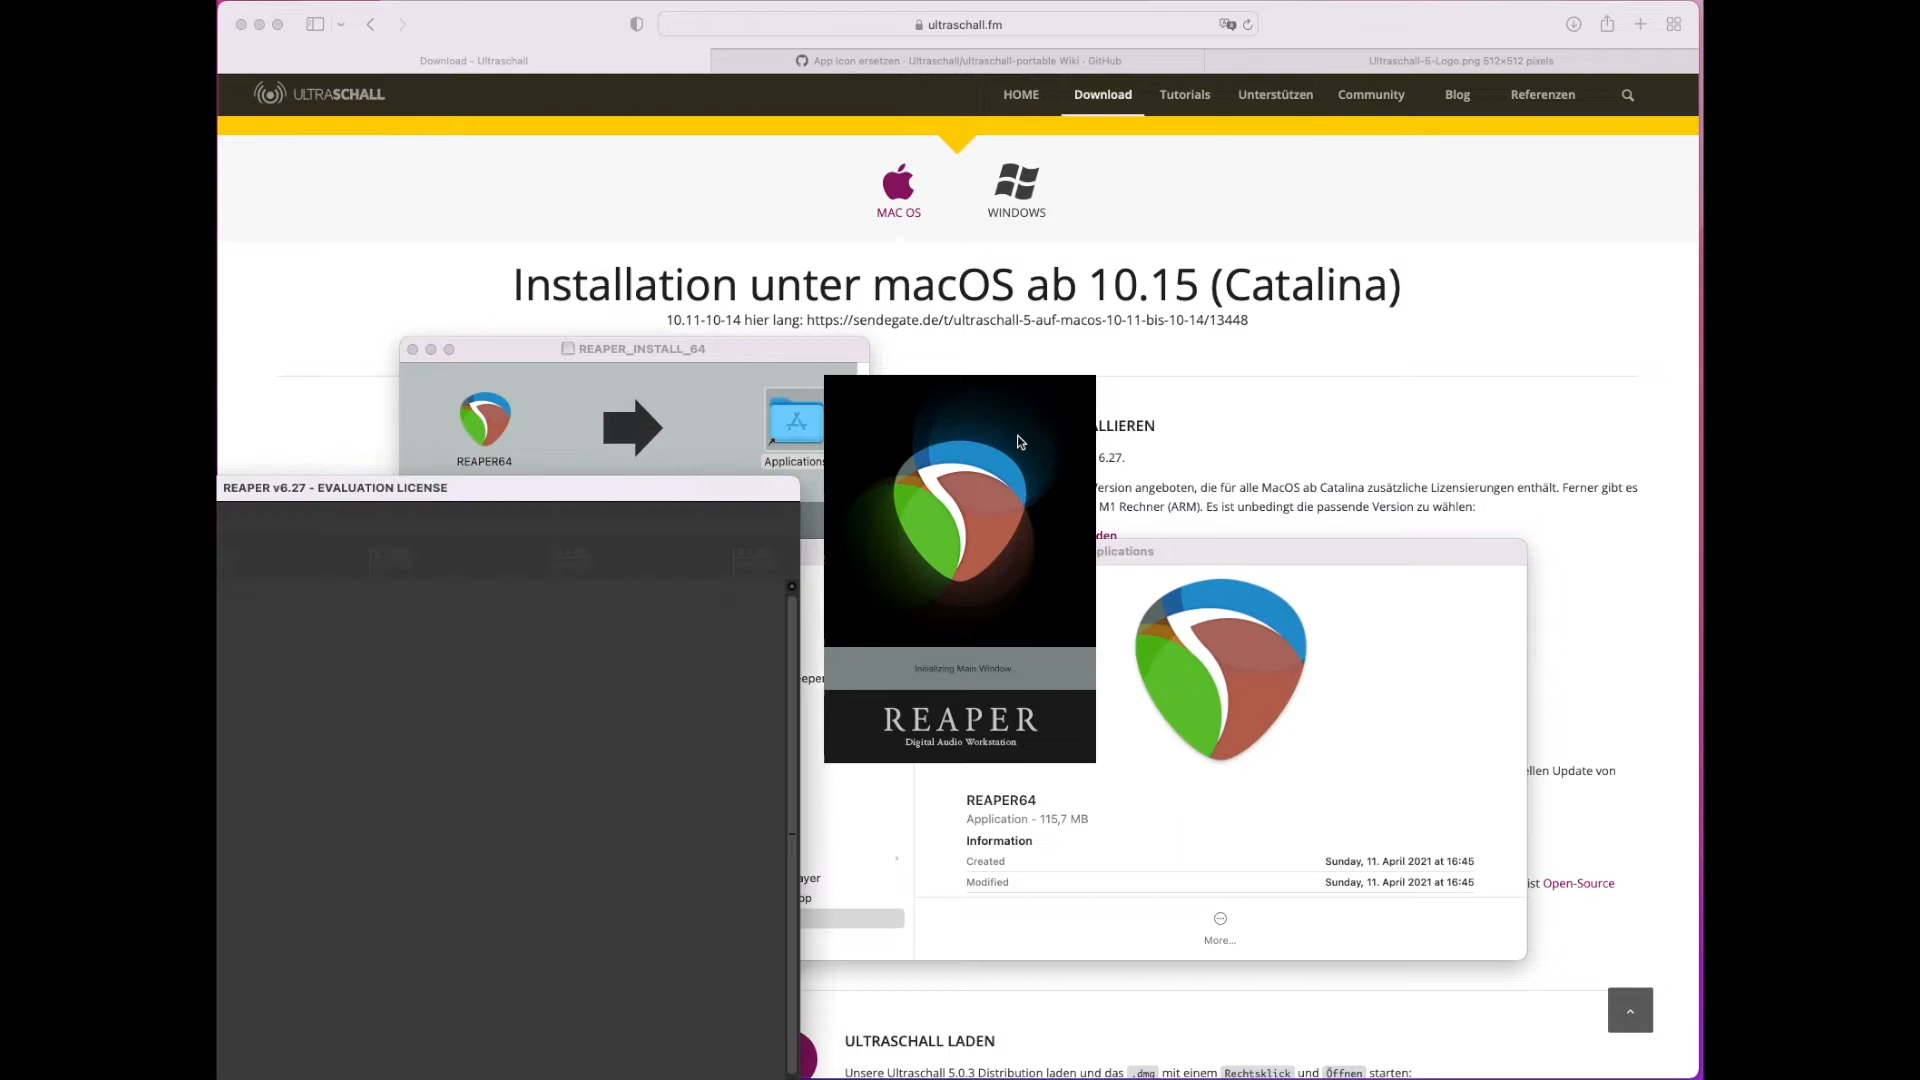 ultraschall.fm
Download - Ultraschall
App icon ersetzen · Ultraschall/ultraschall-portable Wiki · GitHub
Ultraschall-5-Logo.png 512×512 pixels
ULTRASCHALL
HOME
Download
Tutorials
Unterstützen
Community
Blog
Referenzen
MAC OS
WINDOWS
Installation unter macOS ab 10.15 (Catalina)
10.11-10-14 hier lang: https://sendegate.de/t/ultraschall-5-auf-macos-10-11-bis-10-14/13448
REAPER_INSTALL_64
REAPER64
Applications
ALLIEREN
6.27.
REAPER v6.27 - EVALUATION LICENSE
ersion angeboten, die für alle MacOS ab Catalina zusätzliche Lizensierungen enthält. Ferner gibt es
M1 Rechner (ARM). Es ist unbedingt die passende Version zu wählen:
den
plications
eeper
Initializing Main Window...
REAPER
Digital Audio Workstation
ellen Update von
REAPER64
Application - 115,7 MB
Information
Created
Sunday, 11. April 2021 at 16:45
Modified
Sunday, 11. April 2021 at 16:45
ayer
op
ist Open-Source
More...
ULTRASCHALL LADEN
Unsere Ultraschall 5.0.3 Distribution laden und das .dmg mit einem Rechtsklick und Öffnen starten: